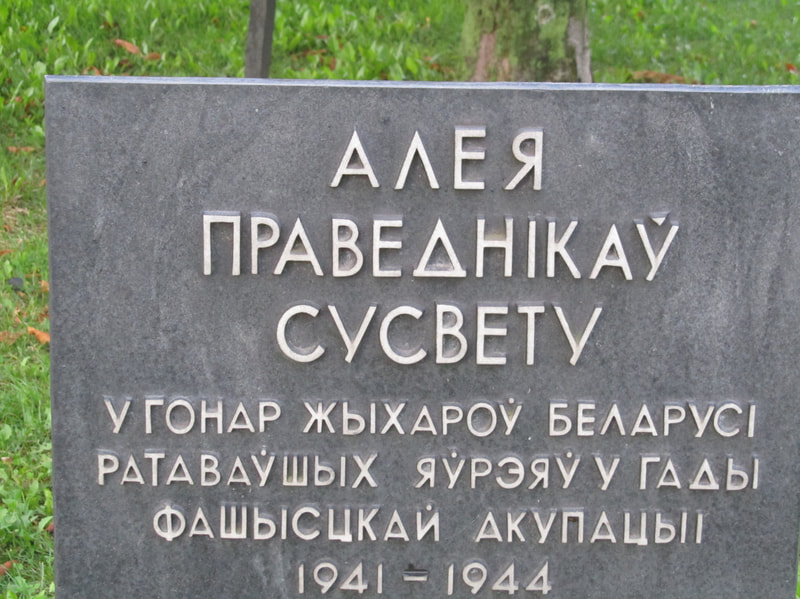 АЛЕЯ
ПРАВЕДНІКАЎ
СУСВЕТУ
У ГОНАР ЖЫХАРОЎ БЕЛАРУСІ
РАТАВАЎШЫХ ЯЎРЭЯЎ У ГАДЫ
ФАШЫСЦКАЙ АКУПАЦЫІ
1941 – 1944